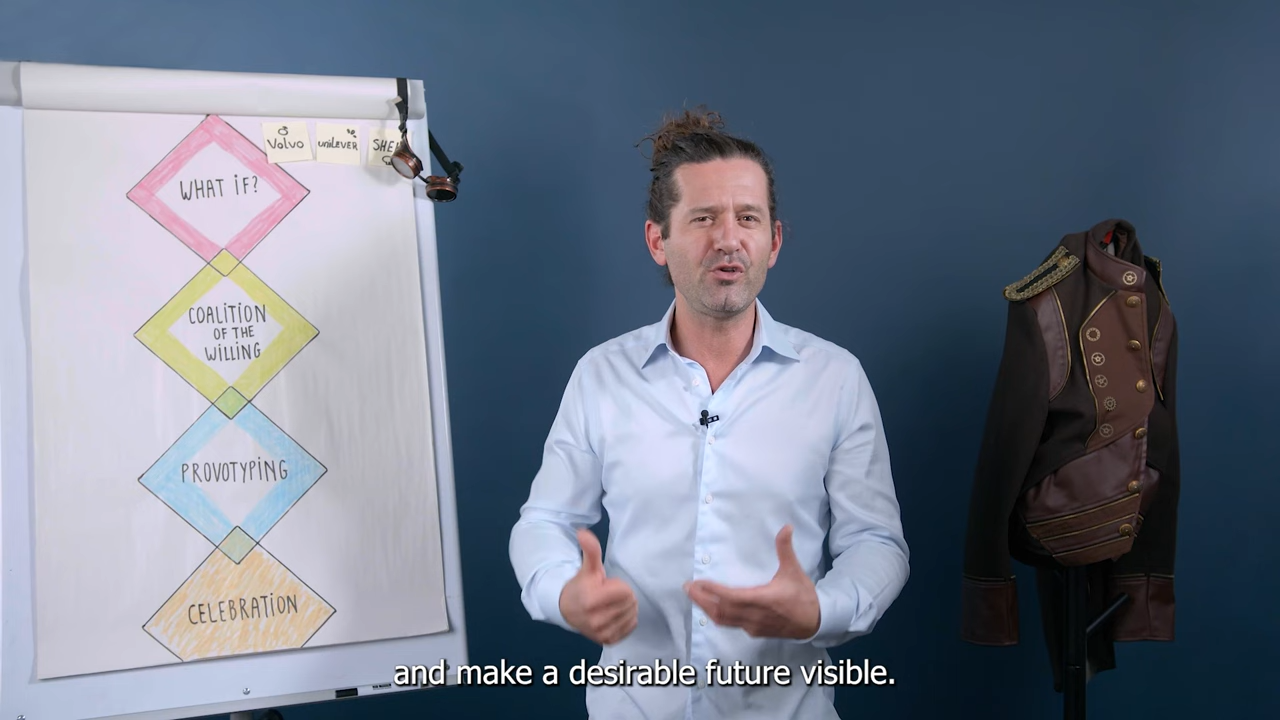 Volvo
uniLEVER
WHAT iF?
COALITiON
OF THE
WiLLiNG
PROVOTYPING
CELEBRATION
and make a desirable future visible.